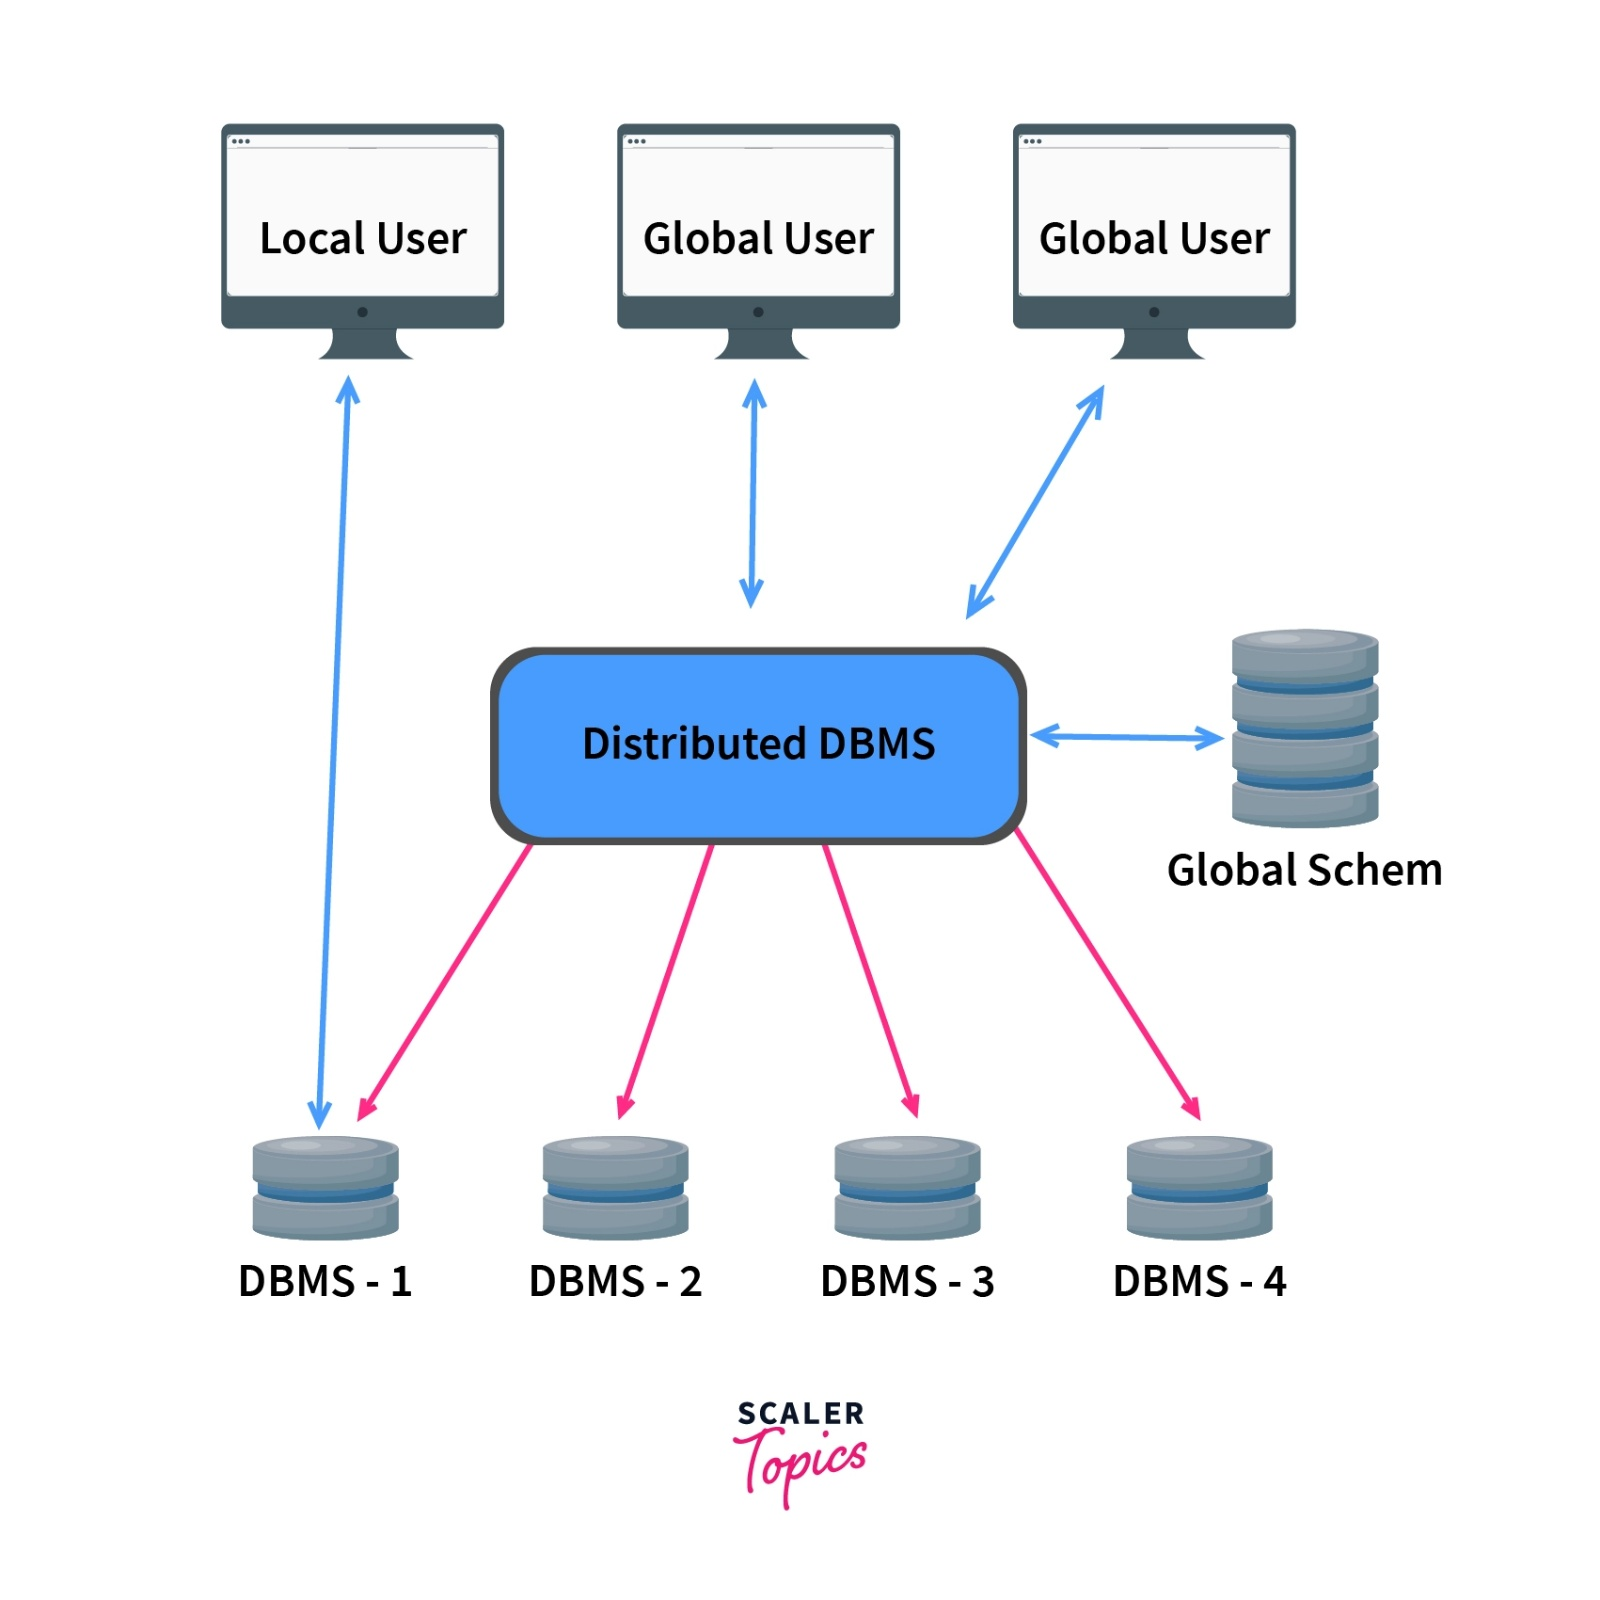 Local User
Global User
Global User
Distributed DBMS
Global Schem
DBMS - 1
DBMS - 2
DBMS - 3
DBMS - 4
SCALER
Topics